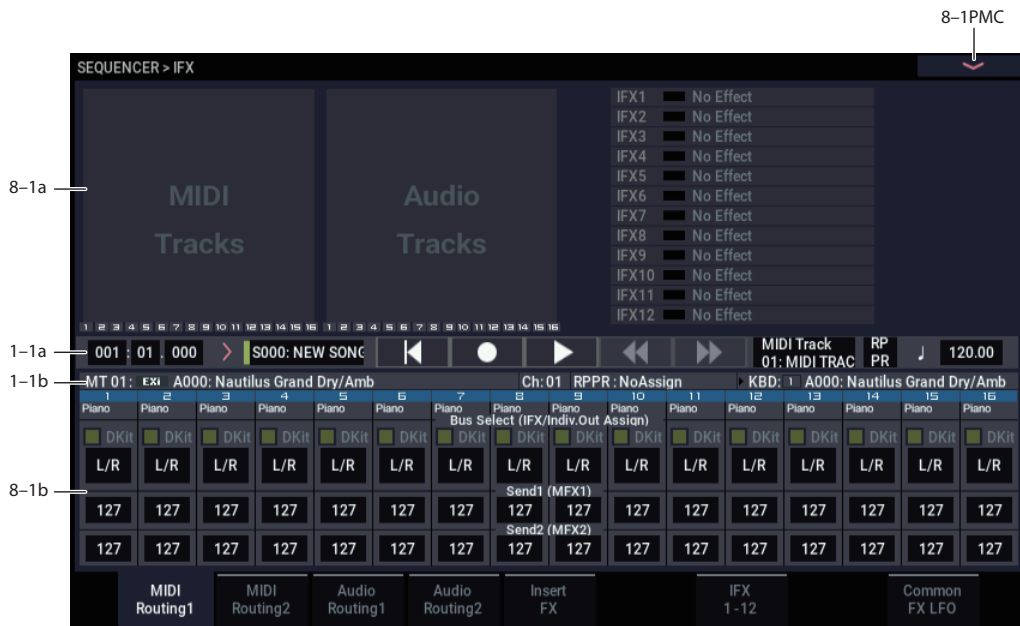 8–1PMC
SEQUENCER > IFX
8–1a
MIDI
Tracks
Audio
Tracks
IFX1 No Effect
IFX2 No Effect
IFX3 No Effect
IFX4 No Effect
IFX5 No Effect
IFX6 No Effect
IFX7 No Effect
IFX8 No Effect
IFX9 No Effect
IFX10 No Effect
IFX11 No Effect
IFX12 No Effect
1 2 3 4 5 6 7 8 9 10 11 12 13 14 15 16 1 2 3 4 5 6 7 8 9 10 11 12 13 14 15 16
1–1a
001 : 01 . 000 S000: NEW SONG
MIDI Track
01: MIDI TRAC
RP
PR
♩ 120.00
1–1b
MT 01: EXi A000: Nautilus Grand Dry/Amb Ch:01 RPPR : NoAssign KBD: 1 A000: Nautilus Grand Dry/Amb
1 2 3 4 5 6 7 8 9 10 11 12 13 14 15 16
Piano Piano Piano Piano Piano Piano Piano Piano Piano Piano Piano Piano Piano Piano Piano Piano
Bus Select (IFX/Indiv.Out Assign)
DKit DKit DKit DKit DKit DKit DKit DKit DKit DKit DKit DKit DKit DKit DKit DKit
L/R L/R L/R L/R L/R L/R L/R L/R L/R L/R L/R L/R L/R L/R L/R L/R
8–1b
Send1 (MFX1)
127 127 127 127 127 127 127 127 127 127 127 127 127 127 127 127
Send2 (MFX2)
127 127 127 127 127 127 127 127 127 127 127 127 127 127 127 127
MIDI
Routing1
MIDI
Routing2
Audio
Routing1
Audio
Routing2
Insert
FX
IFX
1 -12
Common
FX LFO